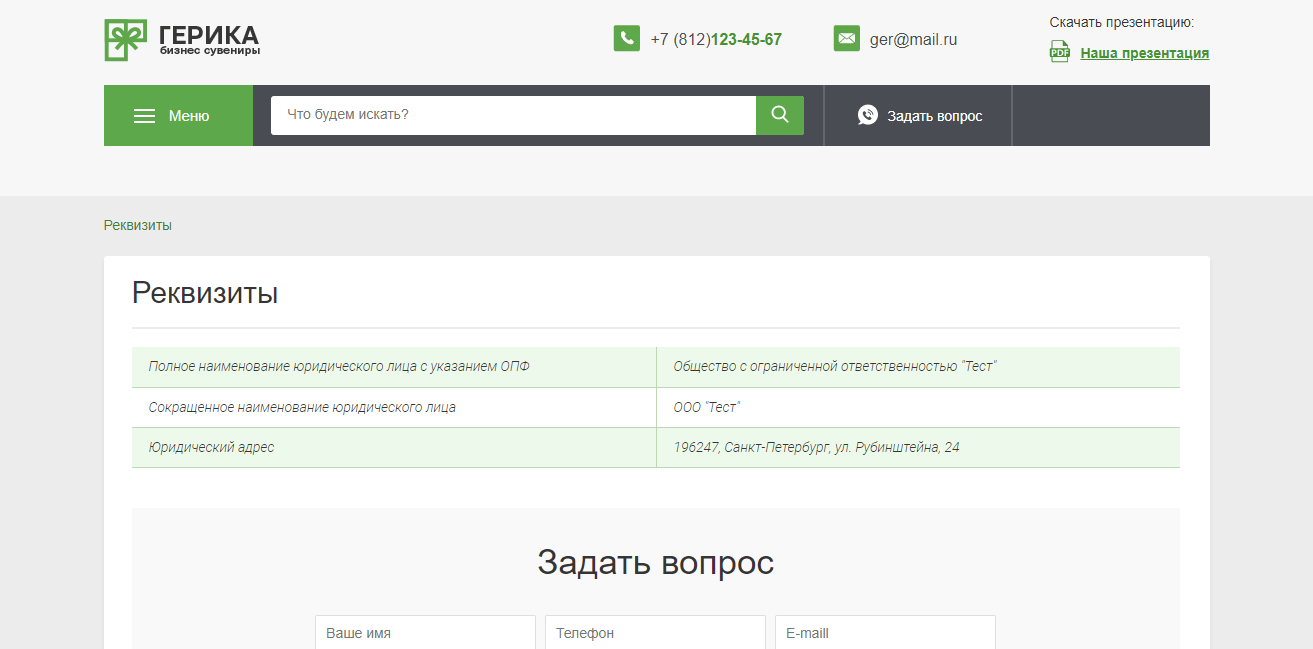 ГЕРИКА
бизнес сувениры
+7 (812)123-45-67
ger@mail.ru
Скачать презентацию:
PDF
Наша презентация
Меню
Что будем искать?
Задать вопрос
Реквизиты
Реквизиты
Полное наименование юридического лица с указанием ОПФ
Общество с ограниченной ответственностью "Тест"
Сокращенное наименование юридического лица
ООО "Тест"
Юридический адрес
196247, Санкт-Петербург, ул. Рубинштейна, 24
Задать вопрос
Ваше имя
Телефон
E-maill